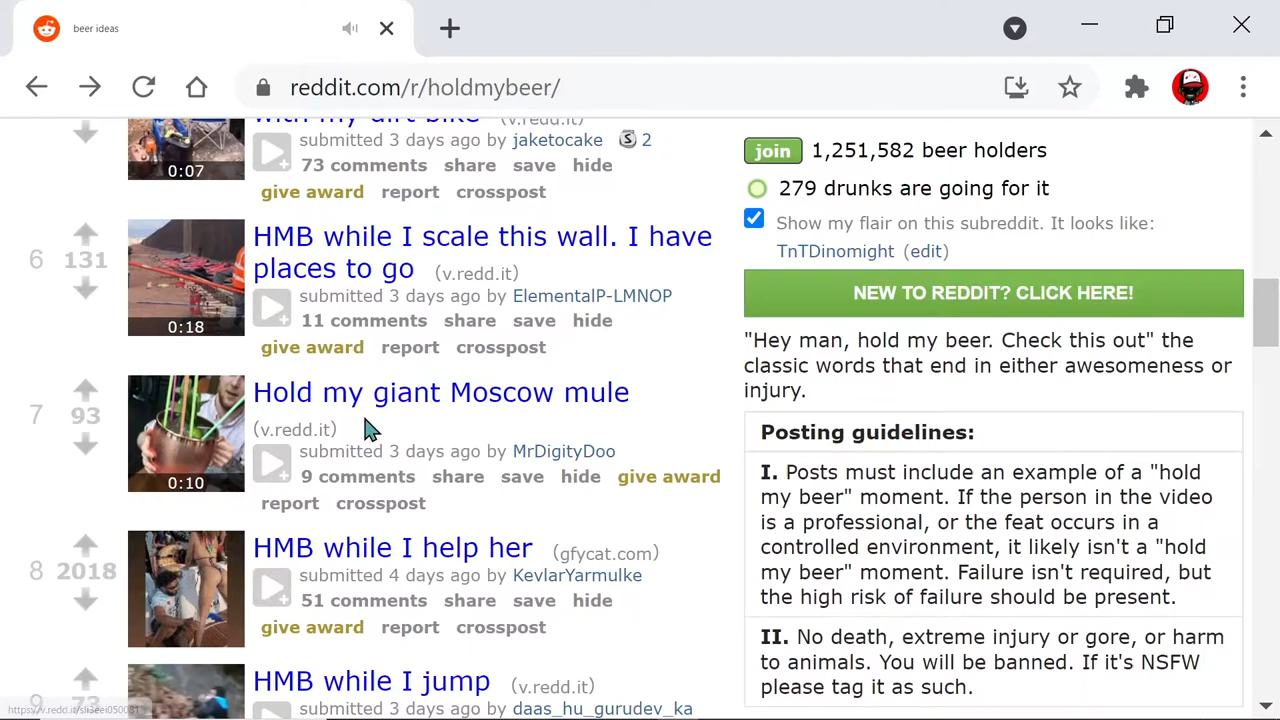 beer ideas
reddit.com/r/holdmybeer/
with my dirt bike (v.redd.it)
submitted 3 days ago by jaketocake 2
73 comments share save hide
give award report crosspost
0:07
6
131
HMB while I scale this wall. I have
places to go (v.redd.it)
submitted 3 days ago by ElementalP-LMNOP
11 comments share save hide
give award report crosspost
0:18
7
93
Hold my giant Moscow mule
(v.redd.it)
submitted 3 days ago by MrDigityDoo
9 comments share save hide give award
report crosspost
0:10
8
2018
HMB while I help her (gfycat.com)
submitted 4 days ago by KevlarYarmulke
51 comments share save hide
give award report crosspost
9
73
HMB while I jump (v.redd.it)
submitted 3 days ago by daas_hu_gurudev_ka
join 1,251,582 beer holders
279 drunks are going for it
Show my flair on this subreddit. It looks like:
TnTDinomight (edit)
NEW TO REDDIT? CLICK HERE!
"Hey man, hold my beer. Check this out" the
classic words that end in either awesomeness or
injury.
Posting guidelines:
I. Posts must include an example of a "hold
my beer" moment. If the person in the video
is a professional, or the feat occurs in a
controlled environment, it likely isn't a "hold
my beer" moment. Failure isn't required, but
the high risk of failure should be present.
II. No death, extreme injury or gore, or harm
to animals. You will be banned. If it's NSFW
please tag it as such.